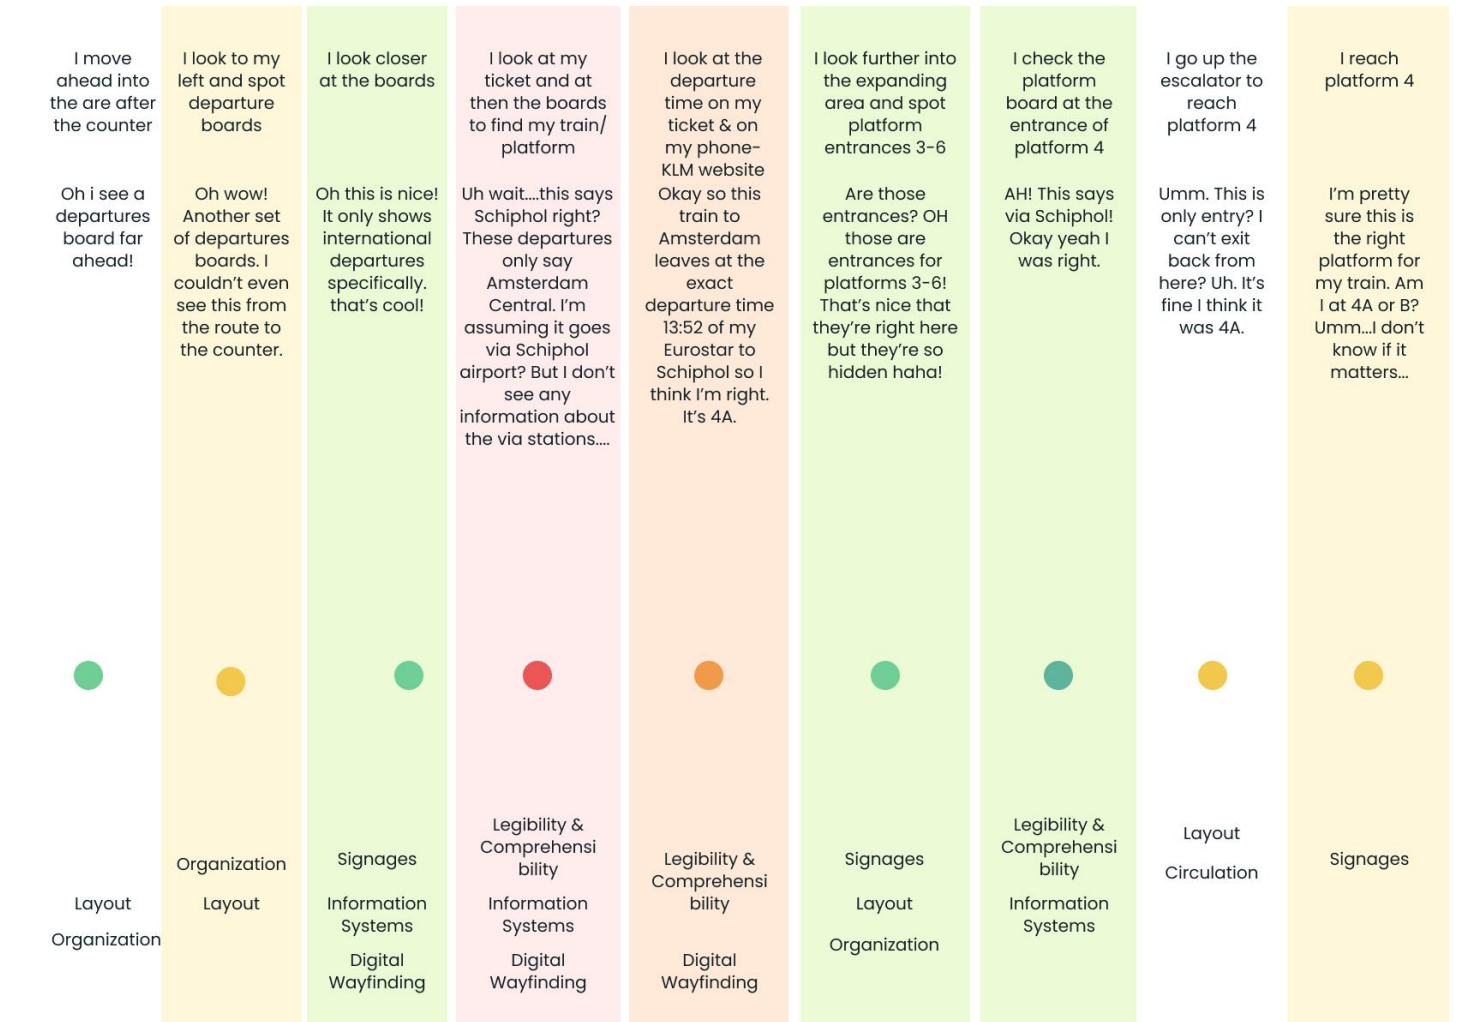 I move
ahead into
the are after
the counter
I look to my
left and spot
departure
boards
I look closer
at the boards
I look at my
ticket and at
then the boards
to find my train/
platform
I look at the
departure
time on my
ticket & on
my phone-
KLM website
I look further into
the expanding
area and spot
platform
entrances 3-6
I check the
platform
board at the
entrance of
platform 4
I go up the
escalator to
reach
platform 4
I reach
platform 4
Oh i see a
departures
board far
ahead!
Oh wow!
Another set
of departures
boards. I
couldn't even
see this from
the route to
the counter.
Oh this is nice!
It only shows
international
departures
specifically.
that's cool!
Uh wait....this says
Schiphol right?
These departures
only say
Amsterdam
Central. I'm
assuming it goes
via Schiphol
airport? But I don't
see any
information about
the via stations....
Okay so this
train to
Amsterdam
leaves at the
exact
departure time
13:52 of my
Eurostar to
Schiphol so I
think I'm right.
It's 4A.
Are those
entrances? OH
those are
entrances for
platforms 3-6!
That's nice that
they're right here
but they're so
hidden haha!
AH! This says
via Schiphol!
Okay yeah I
was right.
Umm. This is
only entry? I
can't exit
back from
here? Uh. It's
fine I think it
was 4A.
I'm pretty
sure this is
the right
platform for
my train. Am
I at 4A or B?
Umm...I don't
know if it
matters...
Layout
Organization
Organization
Layout
Signages
Information
Systems
Digital
Wayfinding
Legibility &
Comprehensi
bility
Information
Systems
Digital
Wayfinding
Legibility &
Comprehensi
bility
Digital
Wayfinding
Signages
Layout
Organization
Legibility &
Comprehensi
bility
Information
Systems
Layout
Circulation
Signages